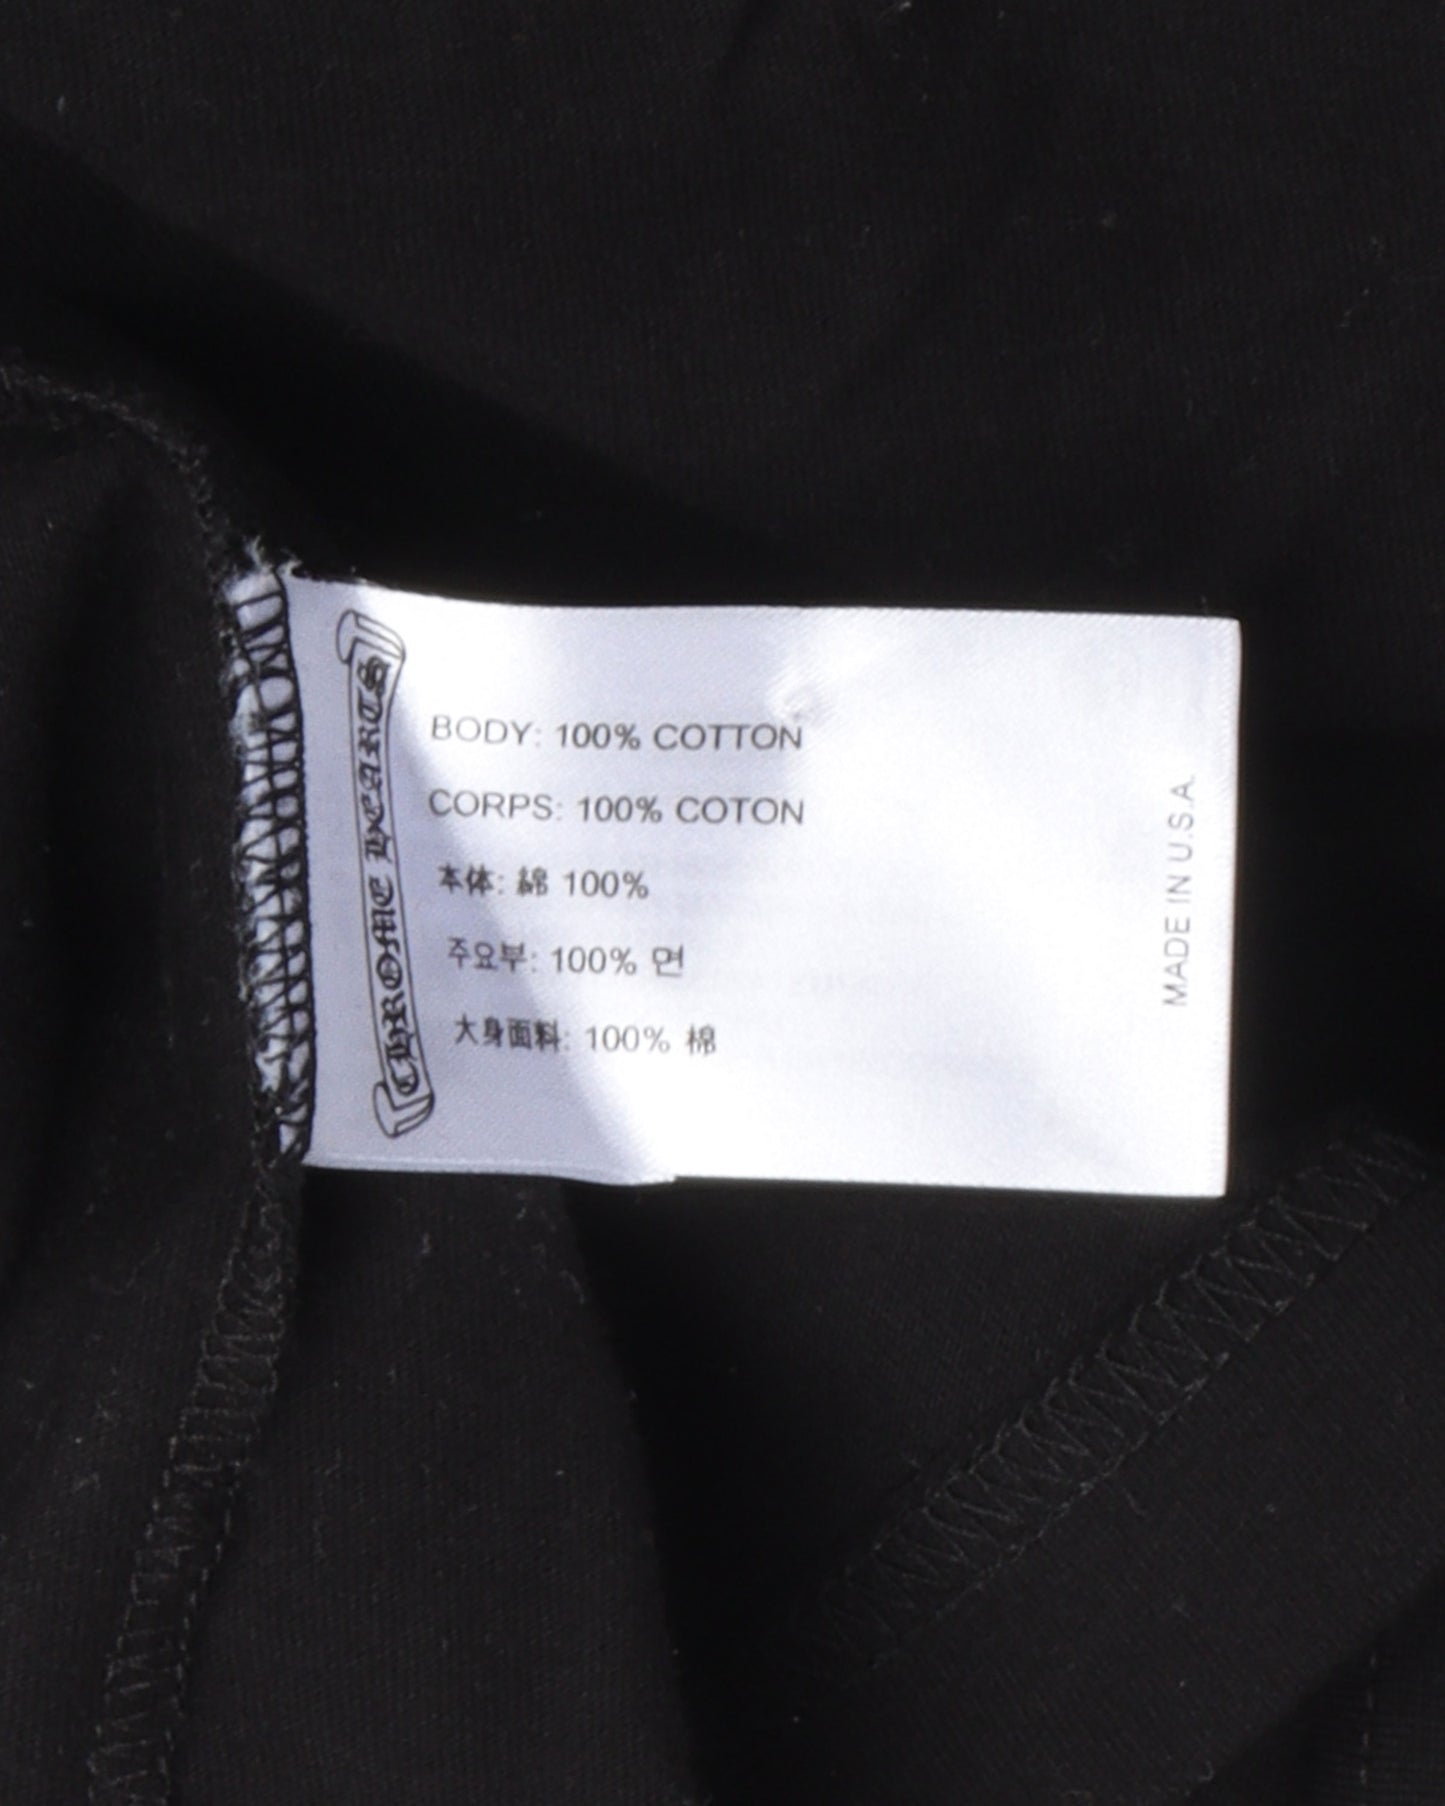 CHROME HEARTS
BODY: 100% COTTON
CORPS: 100% COTON
本体: 綿 100%
주요부: 100% 면
大身面料: 100% 棉
MADE IN U.S.A.